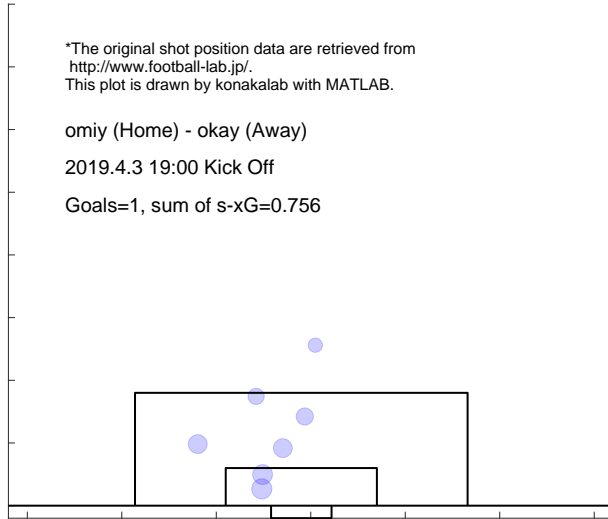 *The original shot position data are retrieved from
http://www.football-lab.jp/.
This plot is drawn by konakalab with MATLAB.
omiy (Home) - okay (Away)
2019.4.3 19:00 Kick Off
Goals=1, sum of s-xG=0.756